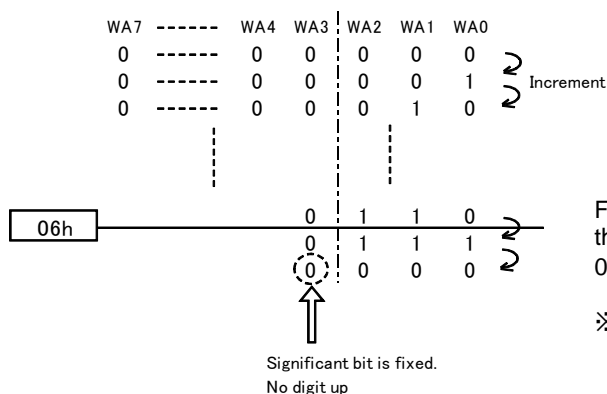 WA7 ------ WA4 WA3 WA2 WA1 WA0
0 ------ 0 0 0 0 0
0 ------ 0 0 0 0 1
0 ------ 0 0 0 1 0
Increment
0 1 1 0
06h
0 1 1 1
0 0 0 0
Significant bit is fixed.
No digit up
※